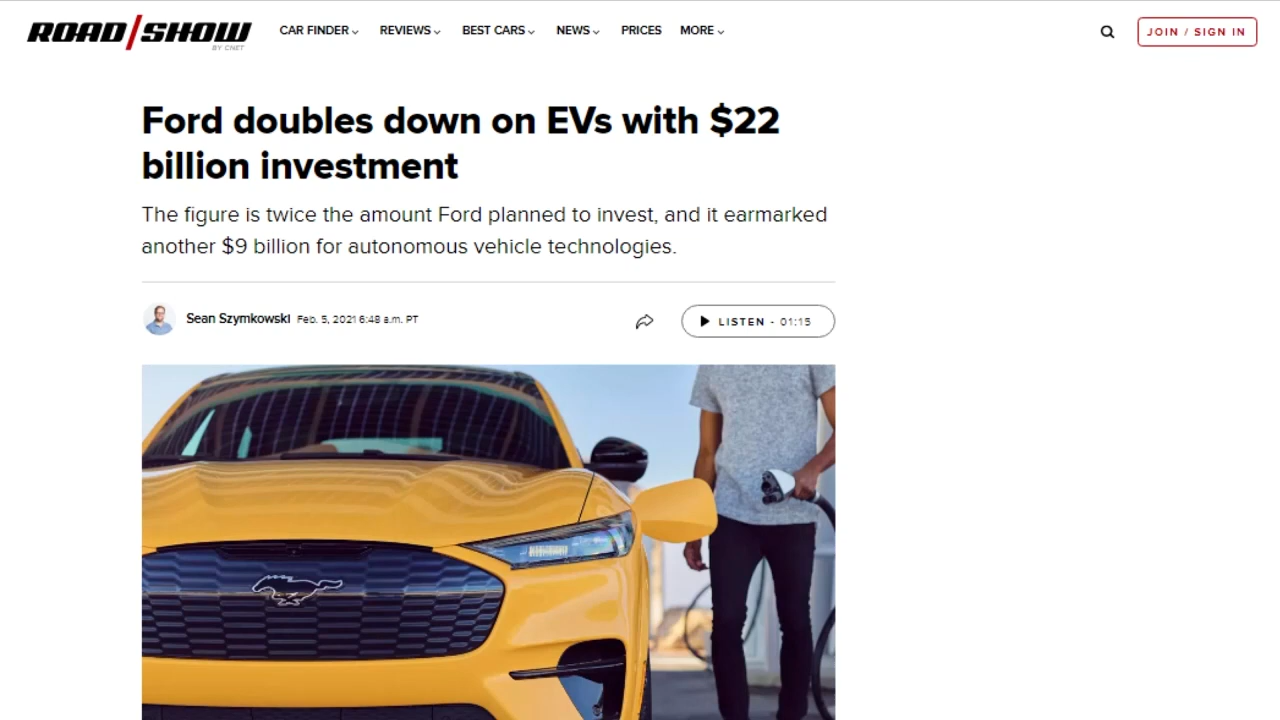 ROAD/SHOW
BY CNET
CAR FINDER
REVIEWS
BEST CARS
NEWS
PRICES
MORE
JOIN / SIGN IN
Ford doubles down on EVs with $22
billion investment
The figure is twice the amount Ford planned to invest, and it earmarked
another $9 billion for autonomous vehicle technologies.
Sean Szymkowski Feb. 5, 2021 6:48 a.m. PT
LISTEN - 01:15